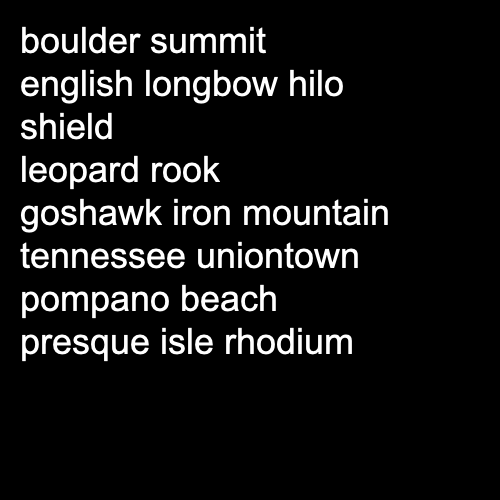 boulder summit
english longbow hilo
shield
leopard rook
goshawk iron mountain
tennessee uniontown
pompano beach
presque isle rhodium